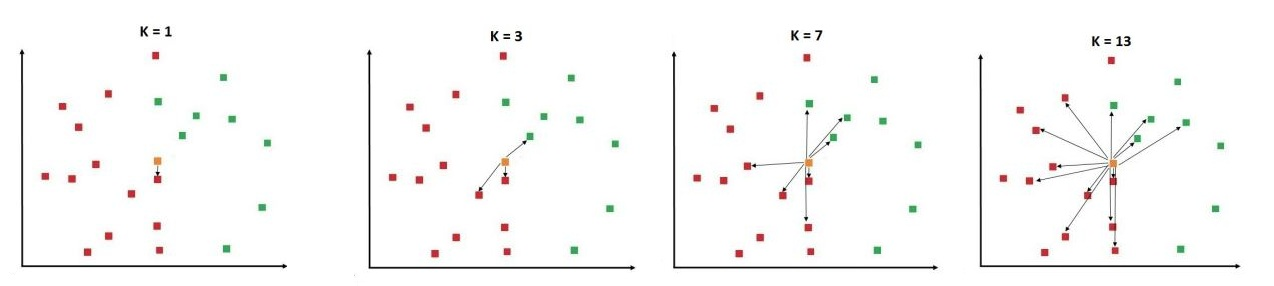 K = 1
K = 3
K = 7
K = 13